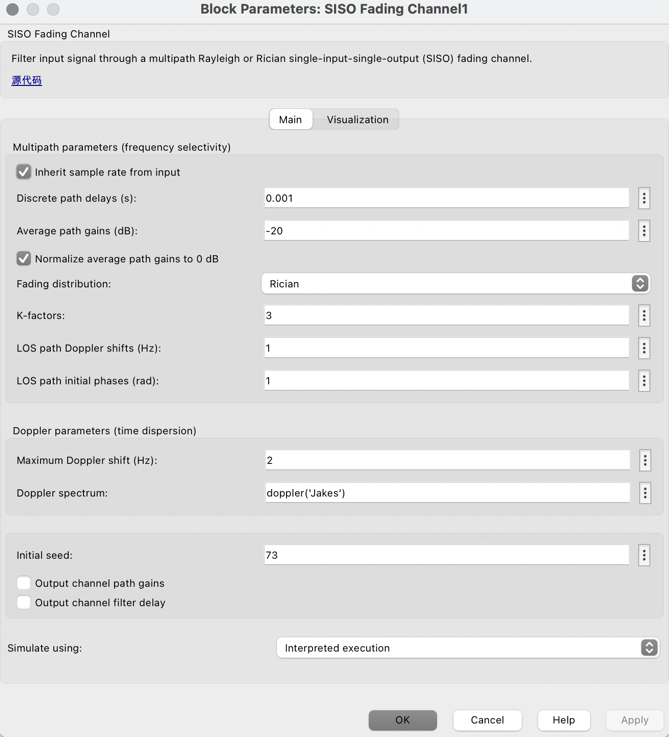 Block Parameters: SISO Fading Channel1
SISO Fading Channel
Filter input signal through a multipath Rayleigh or Rician single-input-single-output (SISO) fading channel.
源代码
Main Visualization
Multipath parameters (frequency selectivity)
Inherit sample rate from input
Discrete path delays (s): 0.001
Average path gains (dB): -20
Normalize average path gains to 0 dB
Fading distribution: Rician
K-factors: 3
LOS path Doppler shifts (Hz): 1
LOS path initial phases (rad): 1
Doppler parameters (time dispersion)
Maximum Doppler shift (Hz): 2
Doppler spectrum: doppler('Jakes')
Initial seed: 73
Output channel path gains
Output channel filter delay
Simulate using: Interpreted execution
OK Cancel Help Apply